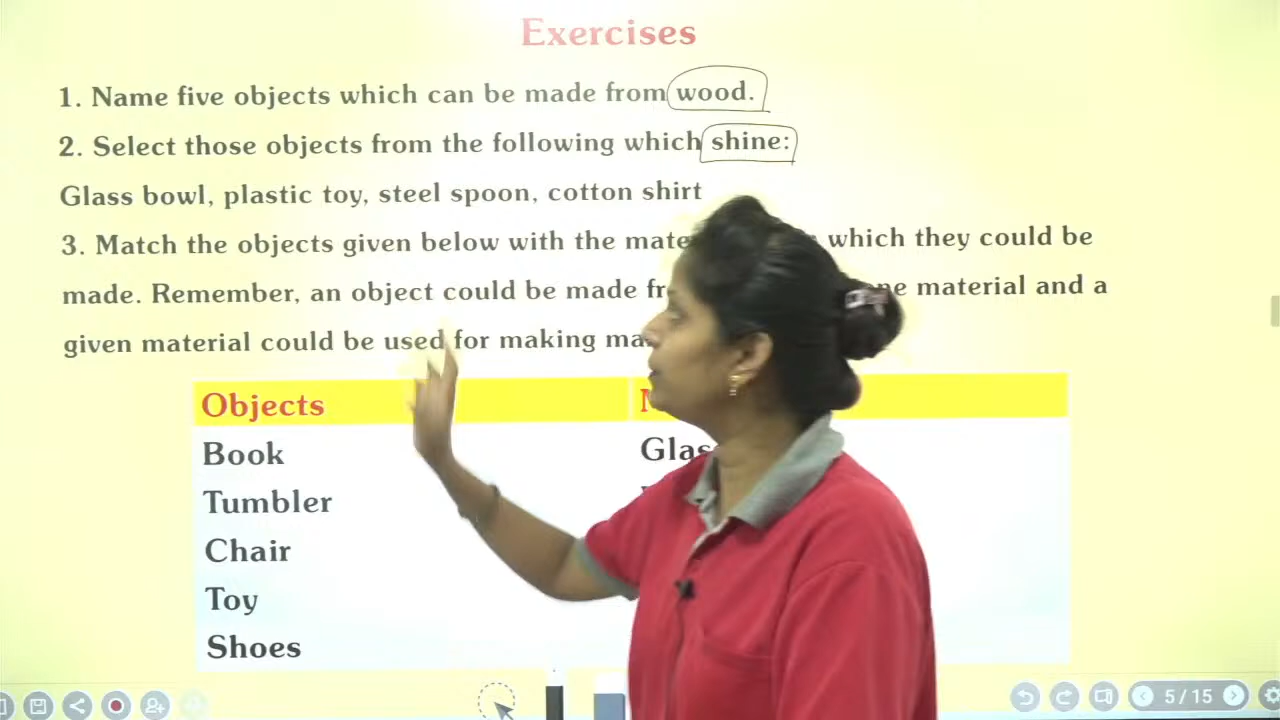 Exercises
1. Name five objects which can be made from wood.
2. Select those objects from the following which shine:
Glass bowl, plastic toy, steel spoon, cotton shirt
3. Match the objects given below with the which they could be
made. Remember, an object could be made material and a
given material could be used for making
Objects
Book
Tumbler
Chair
Toy
Shoes
5/15